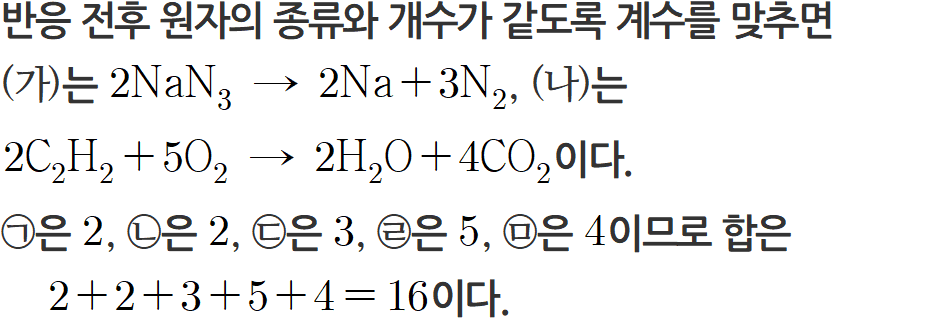 반응 전후 원자의 종류와 개수가 같도록 계수를 맞추면
(가)는 2NaN₃ → 2Na+3N₂, (나)는
2C₂H₂+5O₂ → 2H₂O+4CO₂이다.
㉠은 2, ㉡은 2, ㉢은 3, ㉣은 5, ㉤은 4이므로 합은
2+2+3+5+4=16이다.